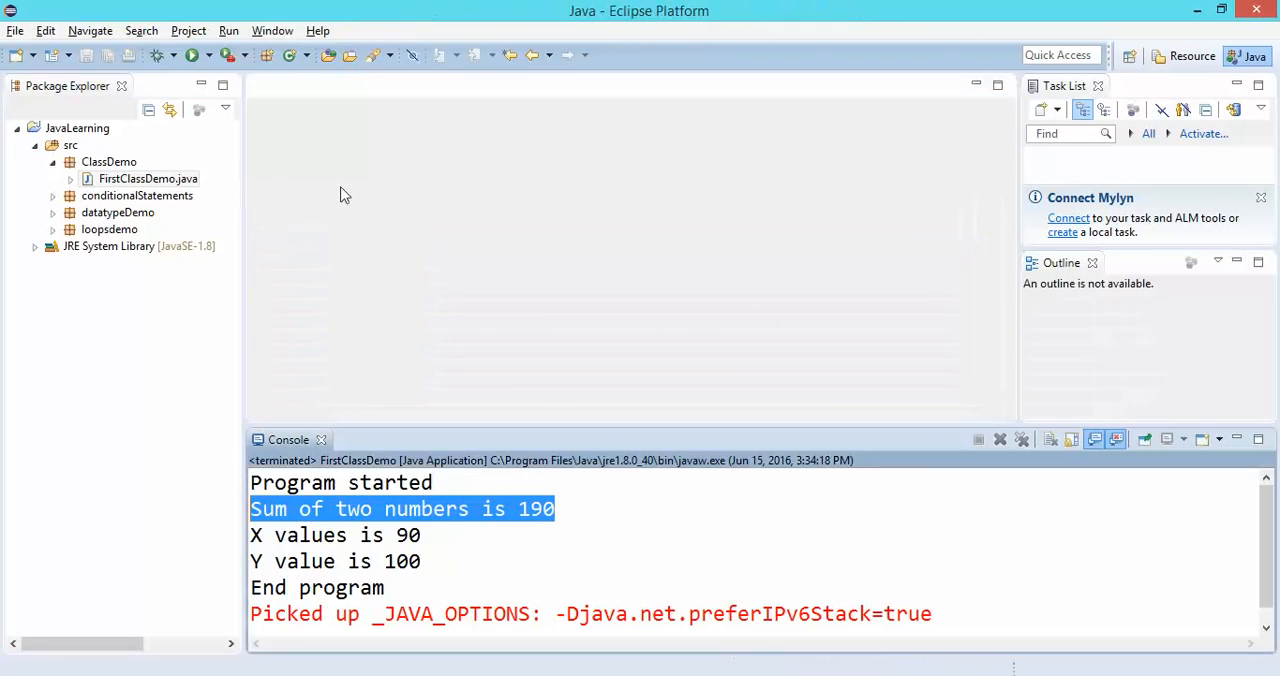 Java - Eclipse Platform
File Edit Navigate Search Project Run Window Help
Quick Access
Resource
Java
Package Explorer
JavaLearning
src
ClassDemo
FirstClassDemo.java
conditionalStatements
datatypeDemo
loopsdemo
JRE System Library [JavaSE-1.8]
Task List
Find
All
Activate...
Connect Mylyn
Connect to your task and ALM tools or
create a local task.
Outline
An outline is not available.
Console
<terminated> FirstClassDemo [Java Application] C:\Program Files\Java\jre1.8.0_40\bin\javaw.exe (Jun 15, 2016, 3:34:18 PM)
Program started
Sum of two numbers is 190
X values is 90
Y value is 100
End program
Picked up _JAVA_OPTIONS: -Djava.net.preferIPv6Stack=true